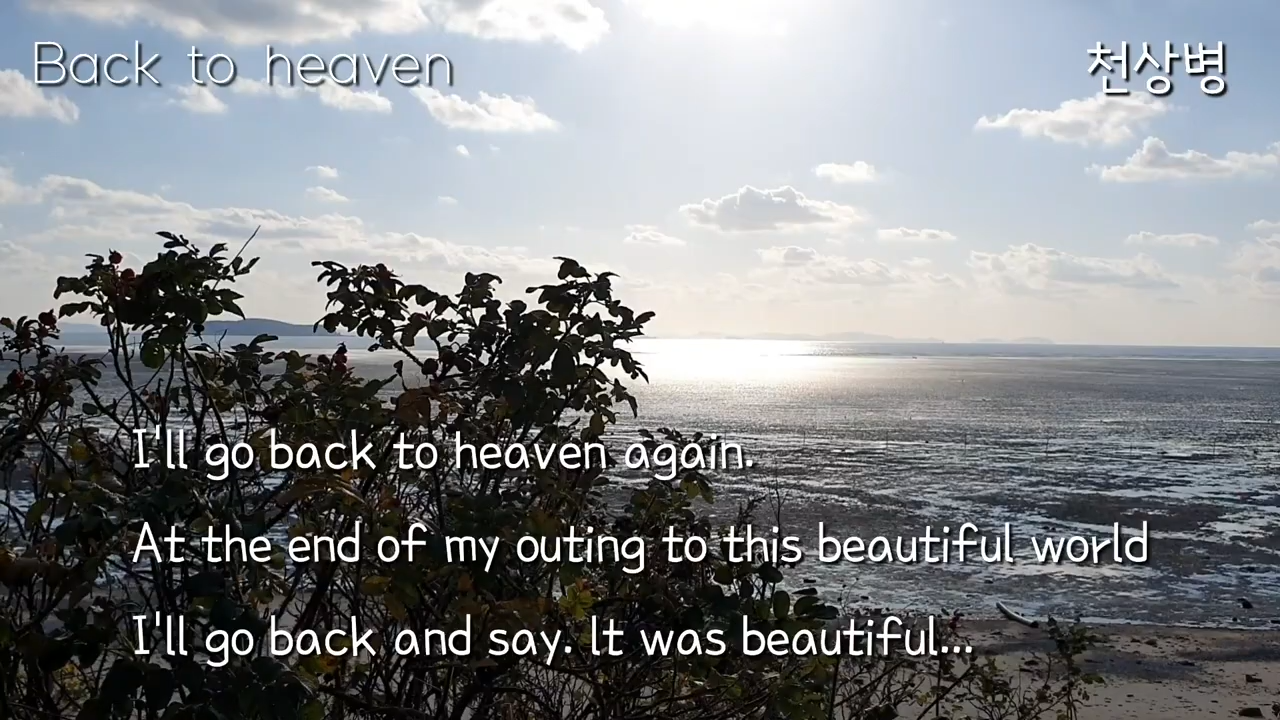 Back to heaven
천상병
I'll go back to heaven again.
At the end of my outing to this beautiful world
I'll go back and say. lt was beautiful...